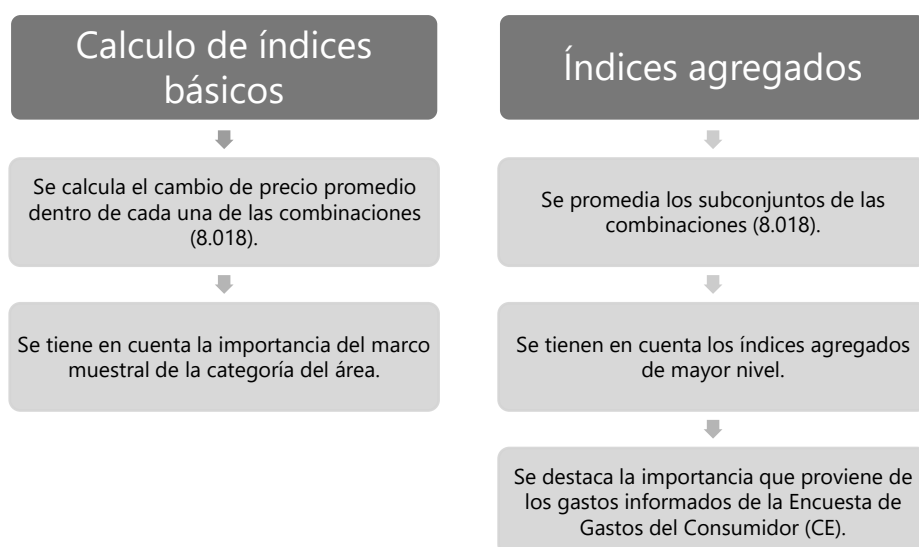 Calculo de índices
básicos
Se calcula el cambio de precio promedio
dentro de cada una de las combinaciones
(8.018).
Se tiene en cuenta la importancia del marco
muestral de la categoría del área.
Índices agregados
Se promedia los subconjuntos de las
combinaciones (8.018).
Se tienen en cuenta los índices agregados
de mayor nivel.
Se destaca la importancia que proviene de
los gastos informados de la Encuesta de
Gastos del Consumidor (CE).